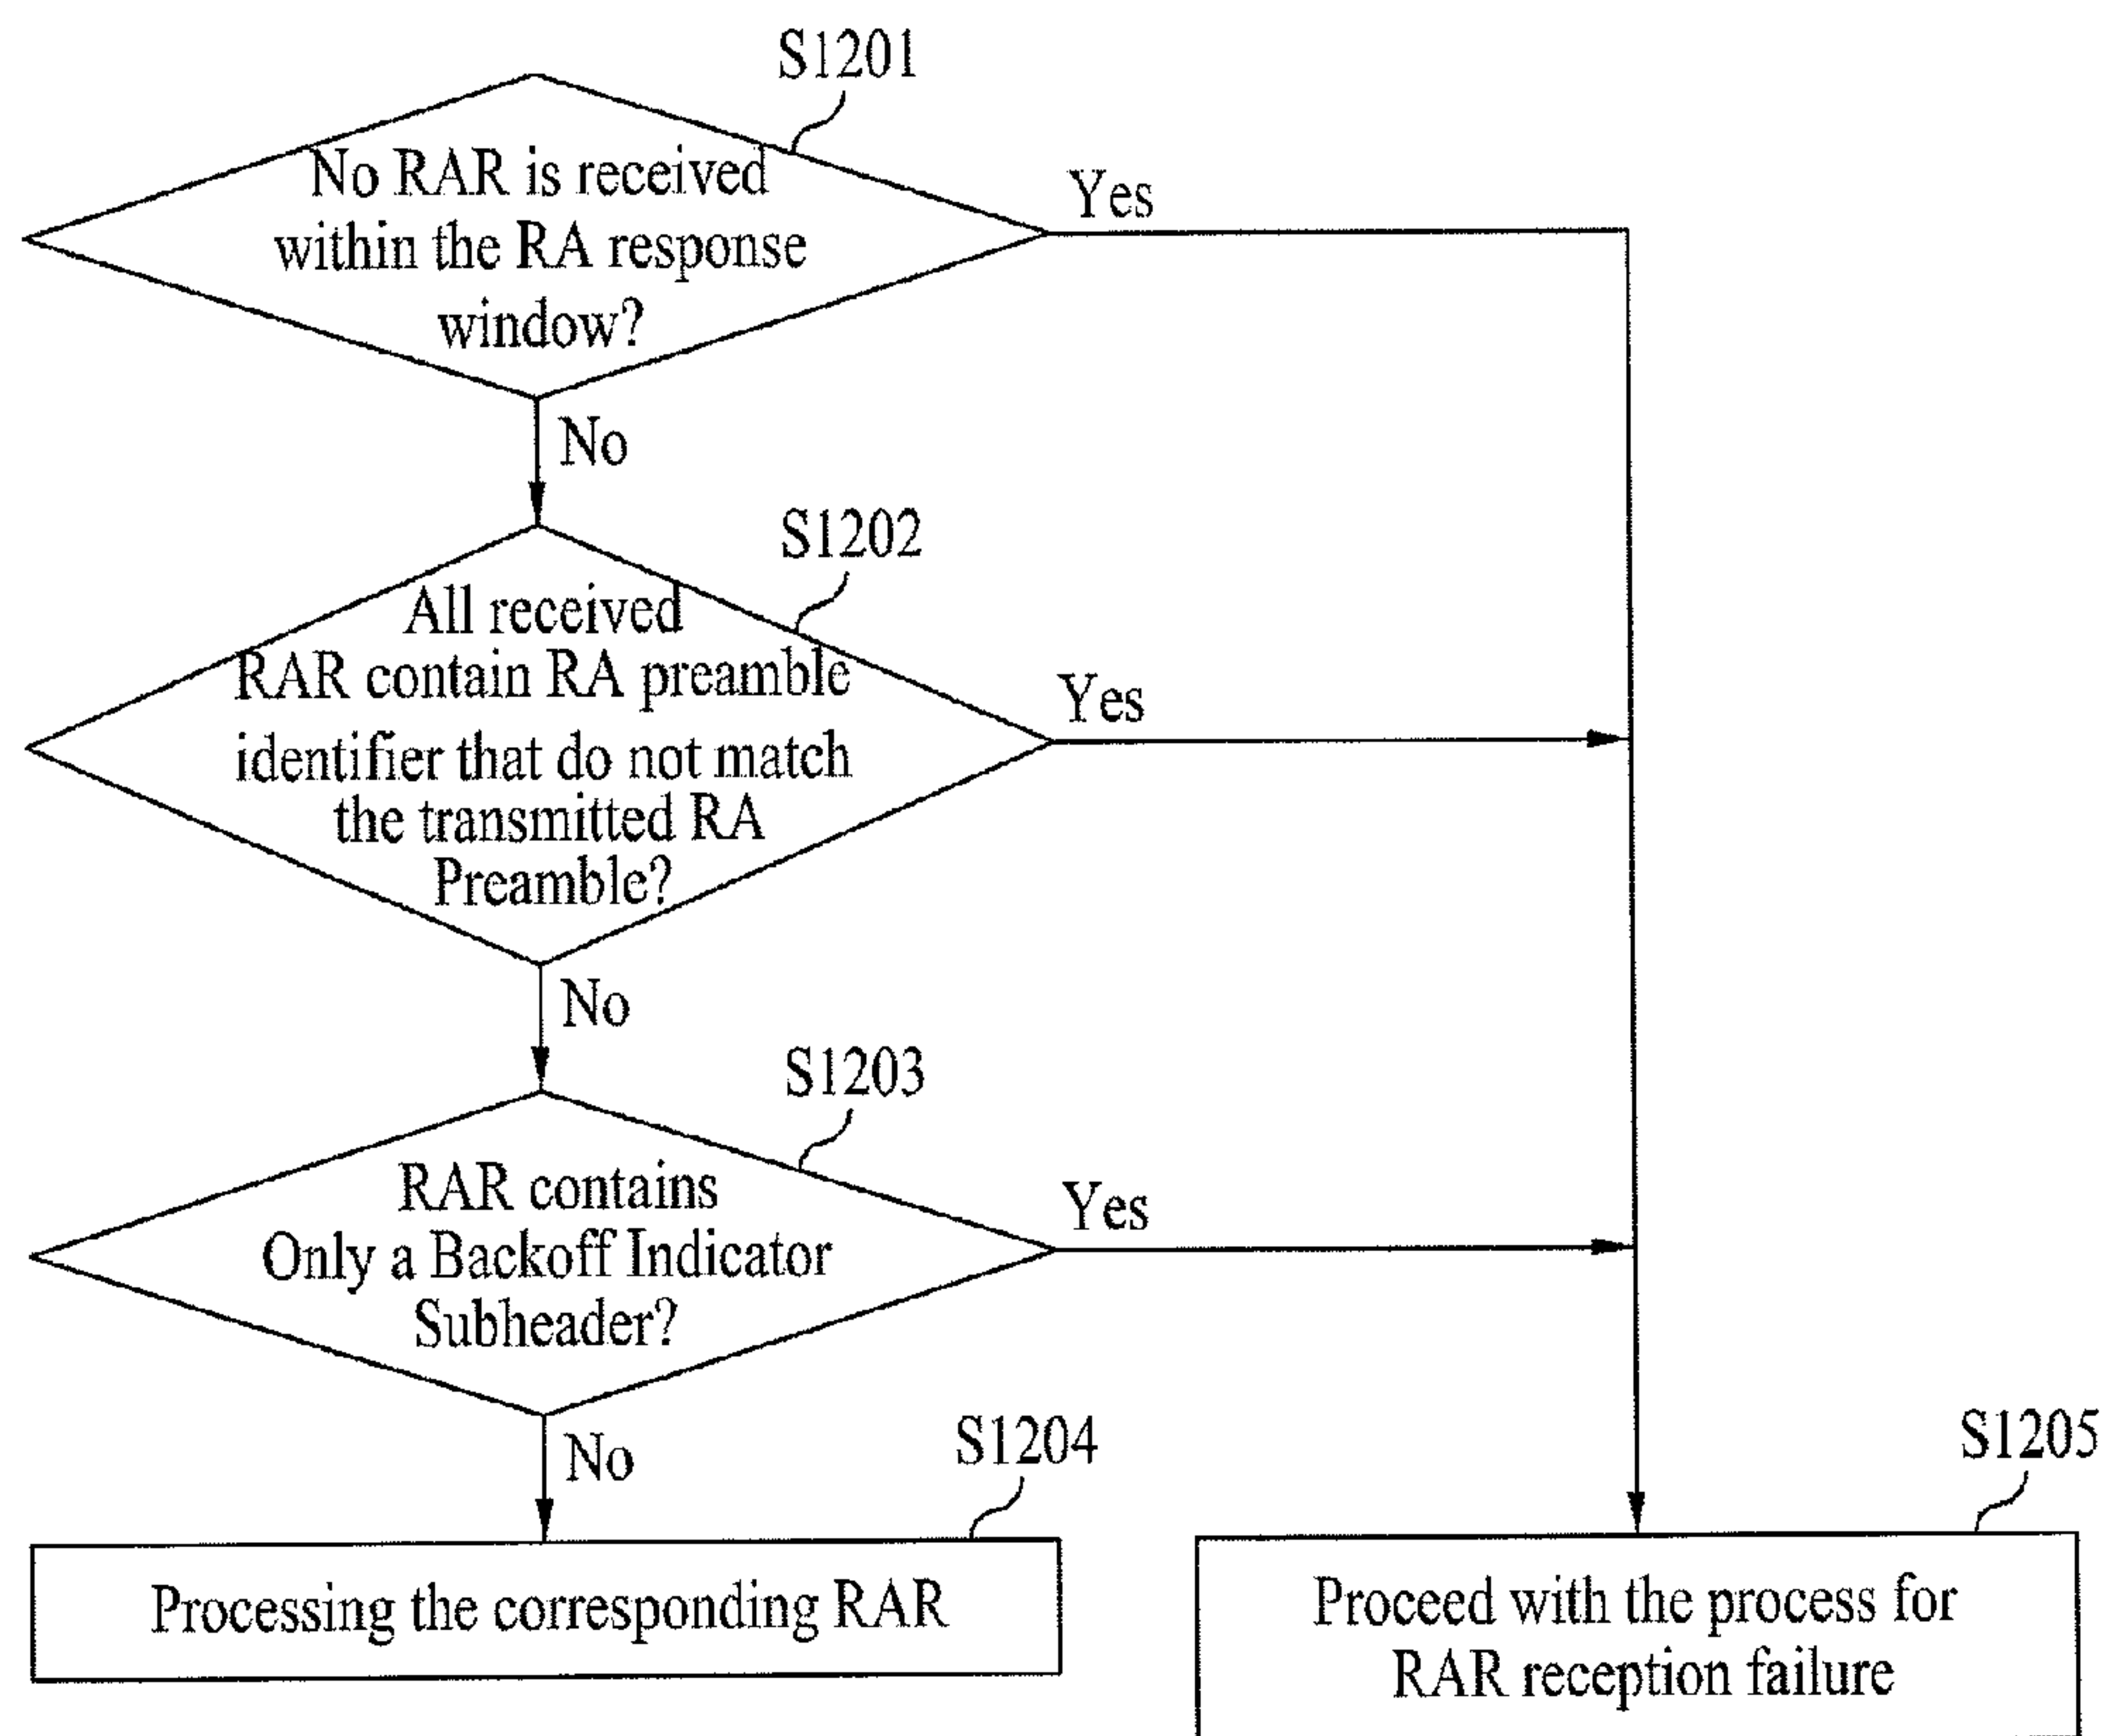 S1201
No RAR is received
within the RA response
window?
Yes
No
S1202
All received
RAR contain RA preamble
identifier that do not match
the transmitted RA
Preamble?
Yes
No
S1203
RAR contains
Only a Backoff Indicator
Subheader?
Yes
No
S1204
Processing the corresponding RAR
S1205
Proceed with the process for
RAR reception failure